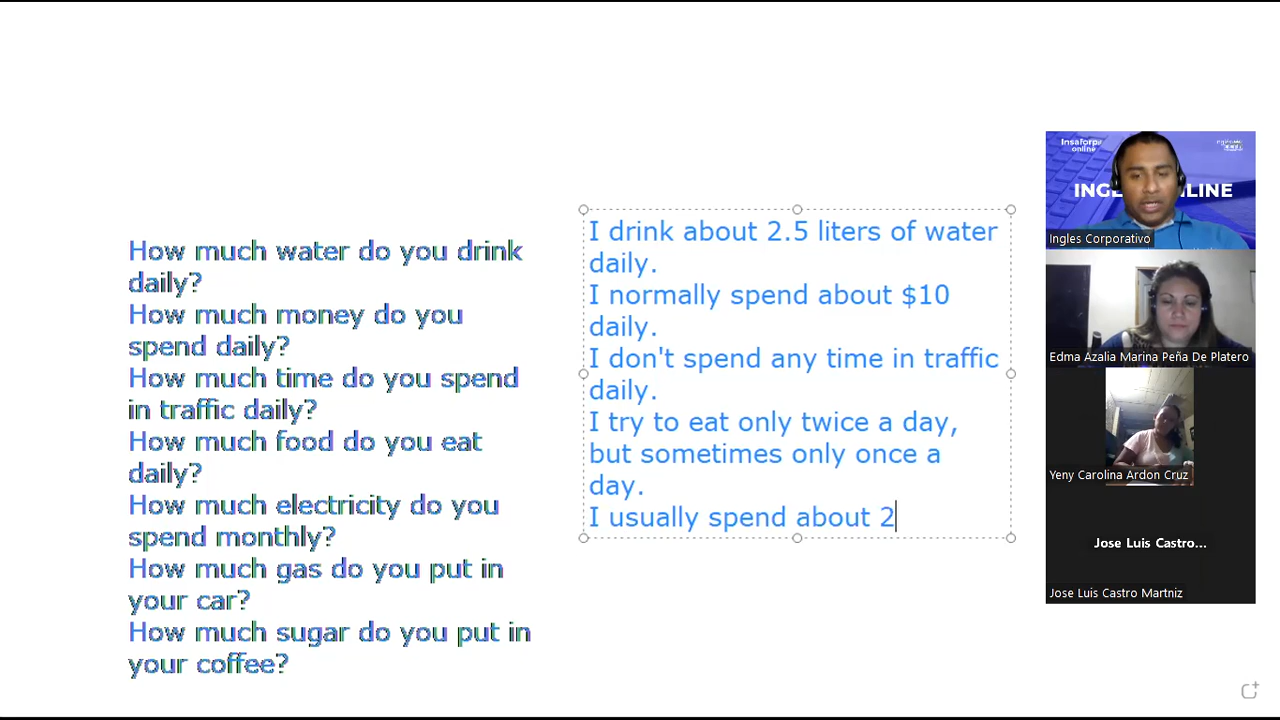 How much water do you drink
daily?
How much money do you
spend daily?
How much time do you spend
in traffic daily?
How much food do you eat
daily?
How much electricity do you
spend monthly?
How much gas do you put in
your car?
How much sugar do you put in
your coffee?
I drink about 2.5 liters of water
daily.
I normally spend about $10
daily.
I don't spend any time in traffic
daily.
I try to eat only twice a day,
but sometimes only once a
day.
I usually spend about 2
Insaforp
online
Ingles Corporativo
Edma Azalia Marina Peña De Platero
Yeny Carolina Ardon Cruz
Jose Luis Castro...
Jose Luis Castro Martniz